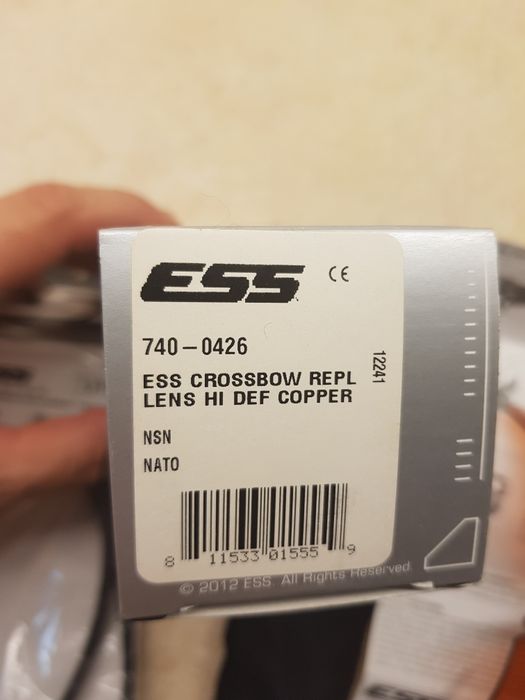 ESS CE
740-0426
12241
ESS CROSSBOW REPL
LENS HI DEF COPPER
NSN
NATO
8 11533 01555 9
© 2012 ESS. All Rights Reserved.
ESS